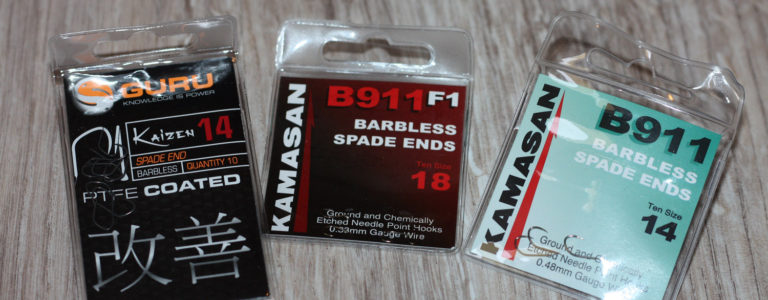 GURU
KNOWLEDGE IS POWER
KAIZEN 14
SPADE END
BARBLESS QUANTITY 10
PTFE COATED
改善
KAMASAN
B911 F1
BARBLESS
SPADE ENDS
Ten Size
18
Ground and Chemically
Etched Needle Point Hooks
0.38mm Gauge Wire
KAMASAN
B911
BARBLESS
SPADE ENDS
Ten Size
14
Ground and Chemically
Etched Needle Point Hooks
0.48mm Gauge Wire